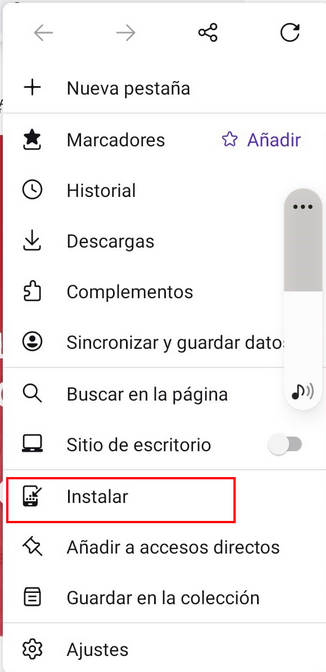 Nueva pestaña
Marcadores Añadir
Historial
Descargas
Complementos
Sincronizar y guardar dato
Buscar en la página
Sitio de escritorio
Instalar
Añadir a accesos directos
Guardar en la colección
Ajustes